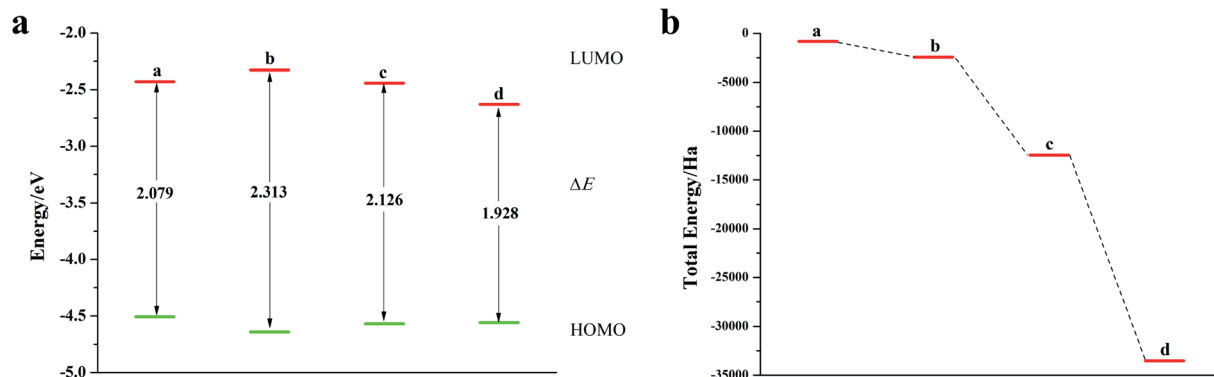 a
-2.0
-2.5
-3.0
-3.5
-4.0
-4.5
-5.0
Energy/eV
a
b
c
d
2.079
2.313
2.126
1.928
LUMO
ΔE
HOMO
b
0
-5000
-10000
-15000
-20000
-25000
-30000
-35000
Total Energy/Ha
a
b
c
d